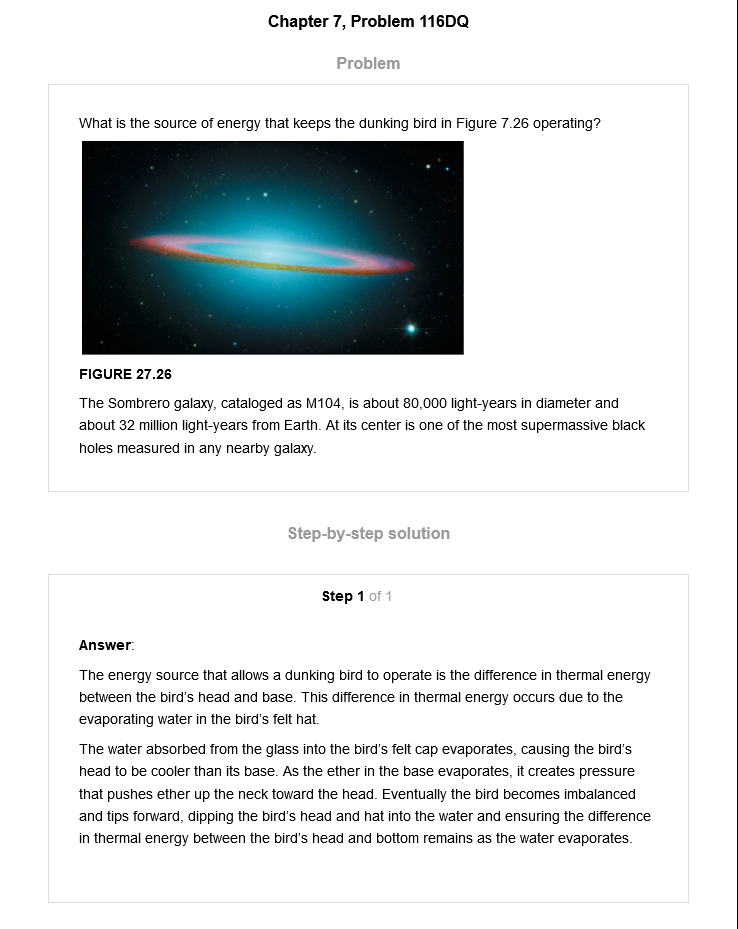 Chapter 7, Problem 116DQ
Problem
What is the source of energy that keeps the dunking bird in Figure 7.26 operating?
FIGURE 27.26
The Sombrero galaxy, cataloged as M104, is about 80,000 light-years in diameter and
about 32 million light-years from Earth. At its center is one of the most supermassive black
holes measured in any nearby galaxy.
Step-by-step solution
Step 1 of 1
Answer:
The energy source that allows a dunking bird to operate is the difference in thermal energy
between the bird’s head and base. This difference in thermal energy occurs due to the
evaporating water in the bird’s felt hat.
The water absorbed from the glass into the bird’s felt cap evaporates, causing the bird’s
head to be cooler than its base. As the ether in the base evaporates, it creates pressure
that pushes ether up the neck toward the head. Eventually the bird becomes imbalanced
and tips forward, dipping the bird’s head and hat into the water and ensuring the difference
in thermal energy between the bird’s head and bottom remains as the water evaporates.